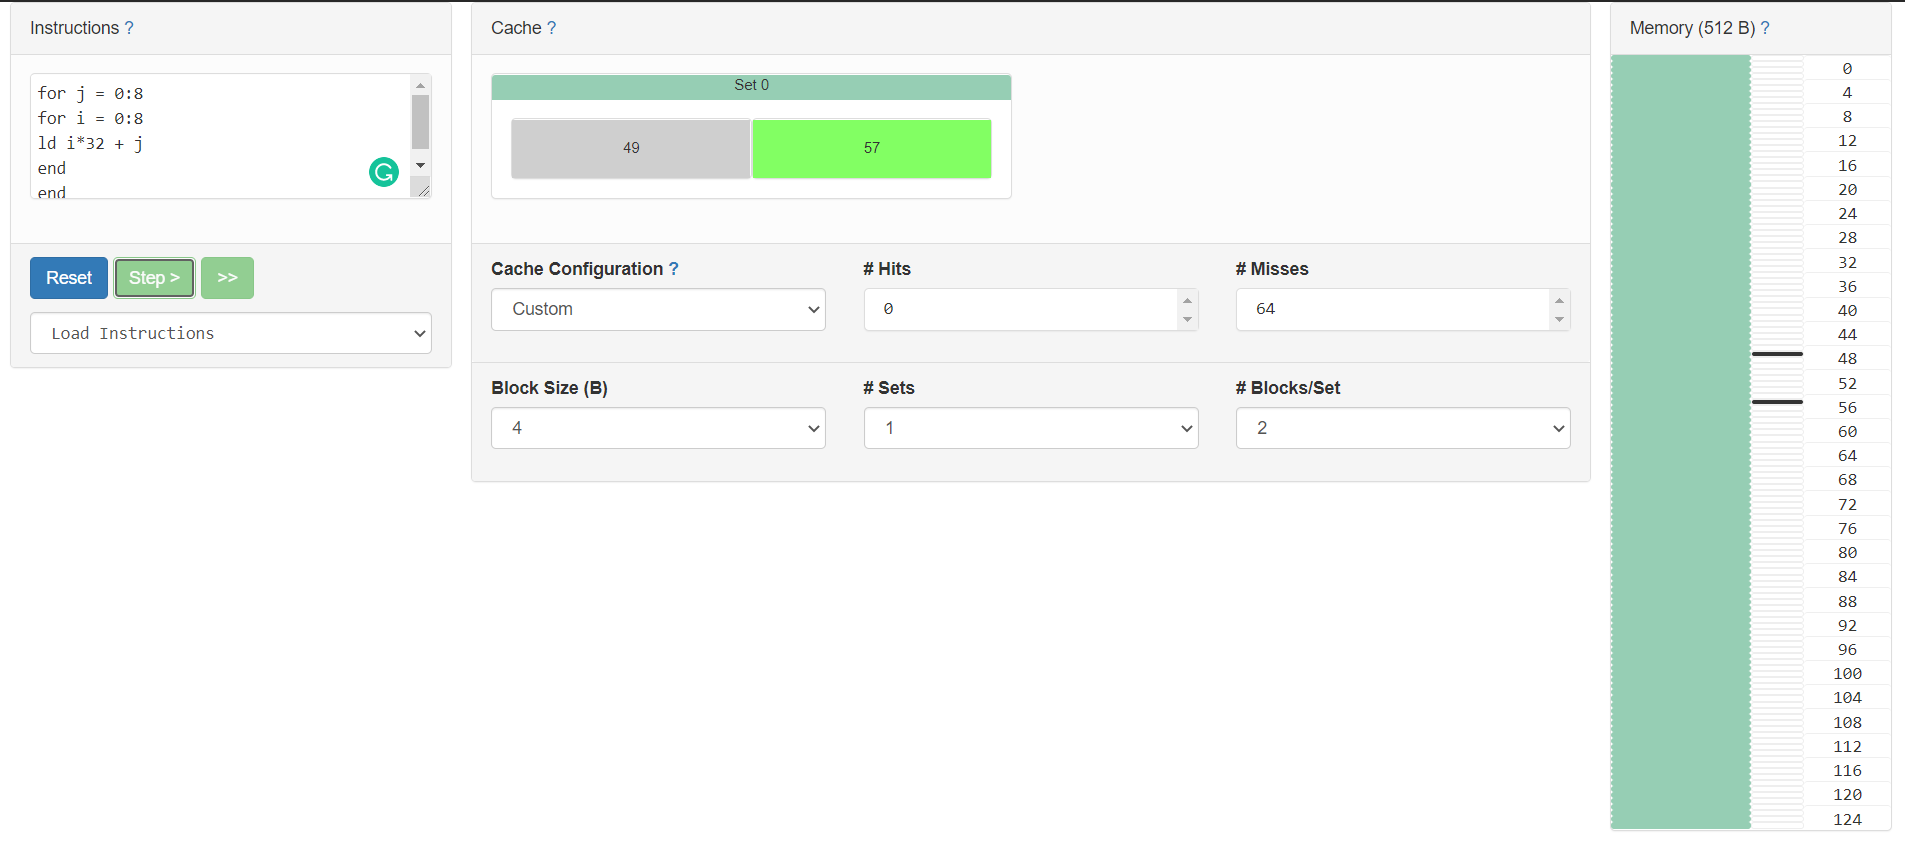 Instructions ?
for j = 0:8
for i = 0:8
ld i*32 + j
end
end
Reset
Step >
>>
Load Instructions
Cache ?
Set 0
49
57
Cache Configuration ?
# Hits
# Misses
Custom
0
64
Block Size (B)
# Sets
# Blocks/Set
4
1
2
Memory (512 B) ?
0
4
8
12
16
20
24
28
32
36
40
44
48
52
56
60
64
68
72
76
80
84
88
92
96
100
104
108
112
116
120
124